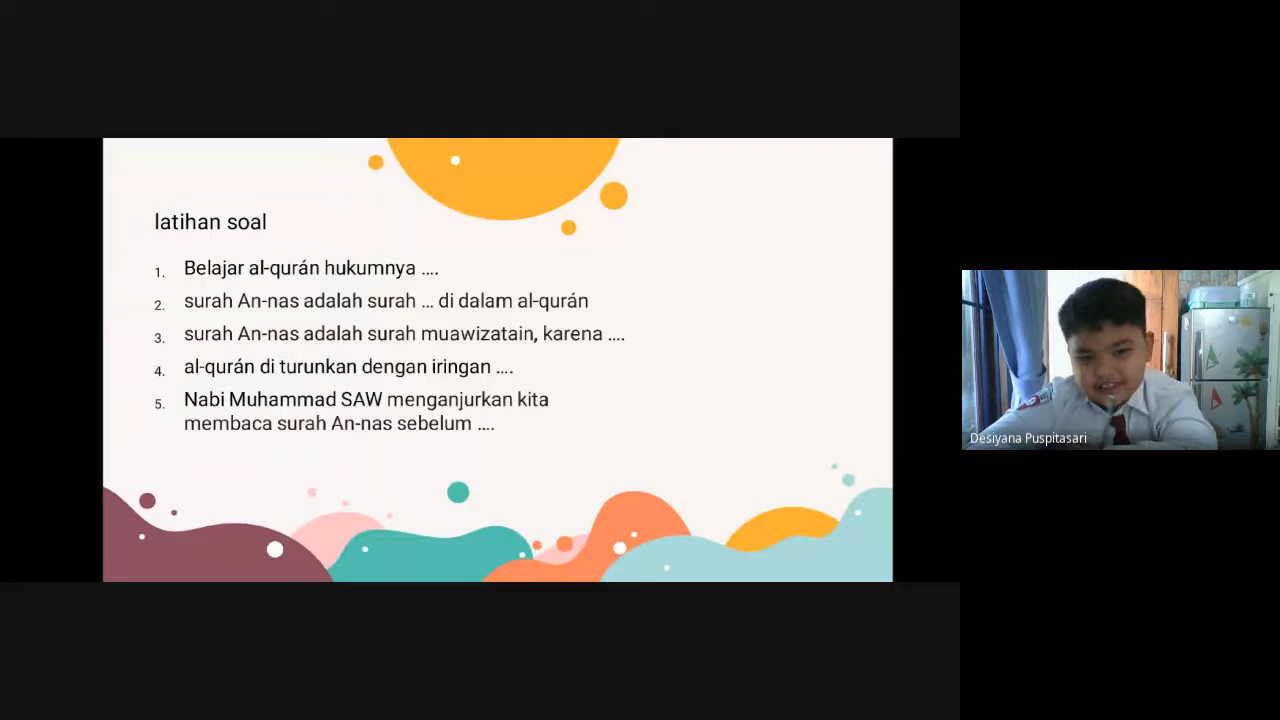 latihan soal
1. Belajar al-qurán hukumnya ....
2. surah An-nas adalah surah ... di dalam al-qurán
3. surah An-nas adalah surah muawizatain, karena ....
4. al-qurán di turunkan dengan iringan ....
5. Nabi Muhammad SAW menganjurkan kita
membaca surah An-nas sebelum ....
Desiyana Puspitasari